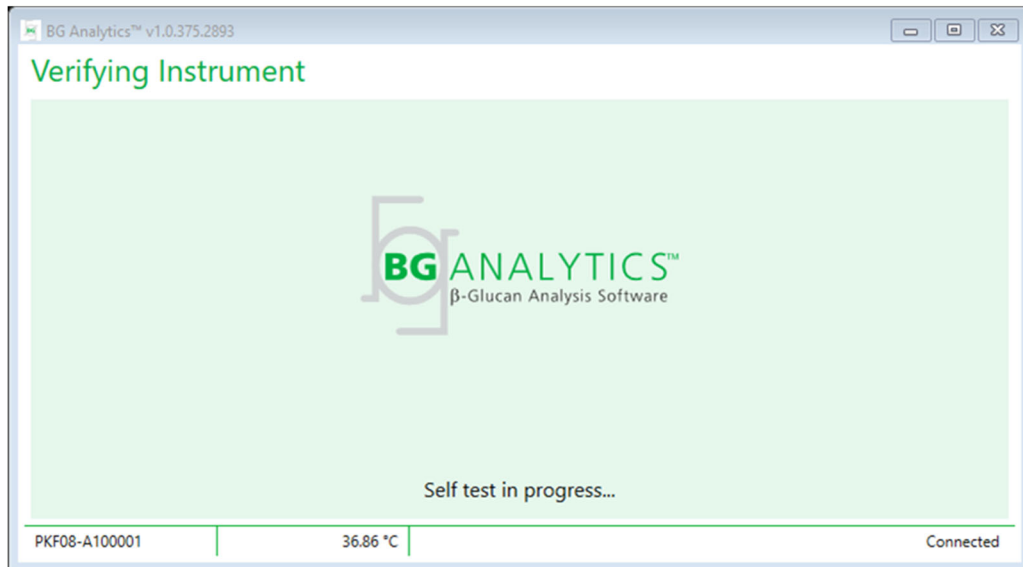 BG Analytics™ v1.0.375.2893
Verifying Instrument
BG ANALYTICS™
β-Glucan Analysis Software
Self test in progress...
PKF08-A100001 36.86 °C Connected